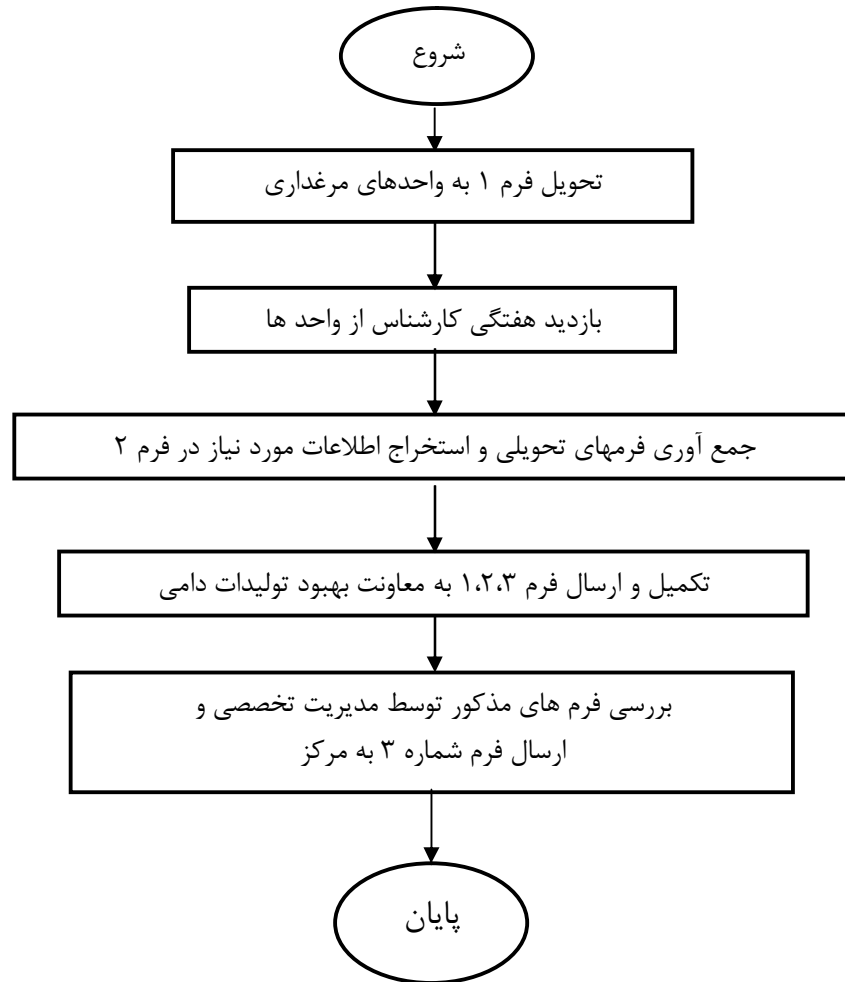 شروع
تحویل فرم ۱ به واحدهای مرغداری
بازدید هفتگی کارشناس از واحد ها
جمع آوری فرمهای تحویلی و استخراج اطلاعات مورد نیاز در فرم ۲
تکمیل و ارسال فرم ۱،۲،۳ به معاونت بهبود تولیدات دامی
بررسی فرم های مذکور توسط مدیریت تخصصی و
ارسال فرم شماره ۳ به مرکز
پایان